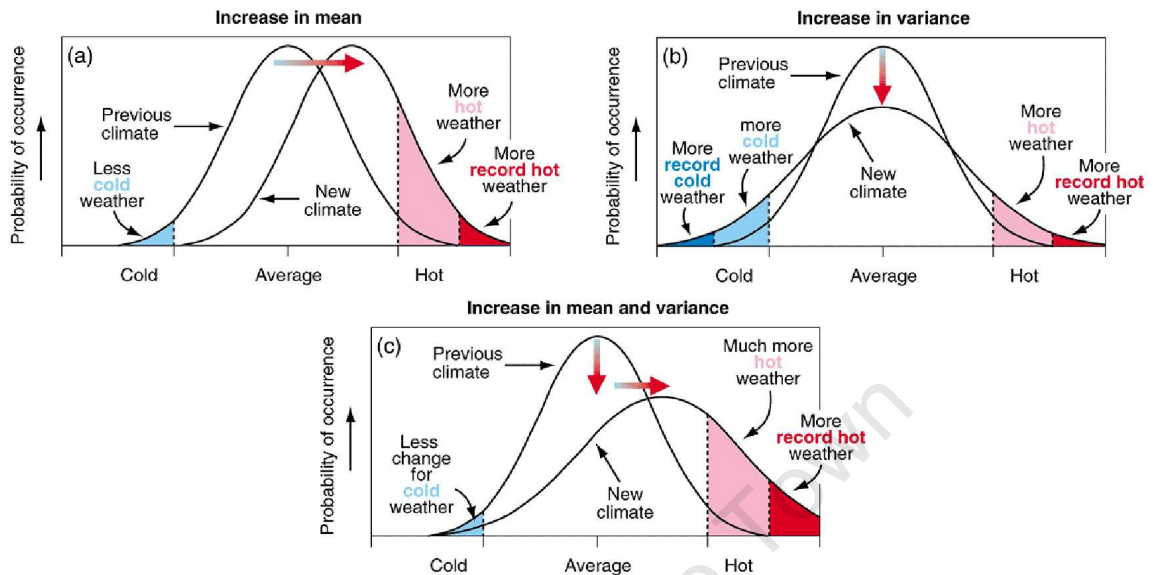 Increase in mean
(a)
Probability of occurrence
Previous
climate
Less
cold
weather
New
climate
More
hot
weather
More
record hot
weather
Cold
Average
Hot
Increase in variance
(b)
Probability of occurrence
Previous
climate
More
record
cold
weather
more
cold
weather
New
climate
More
hot
weather
More
record hot
weather
Cold
Average
Hot
Increase in mean and variance
(c)
Probability of occurrence
Previous
climate
Less
change
for
cold
weather
New
climate
Much more
hot
weather
More
record hot
weather
Cold
Average
Hot
Town